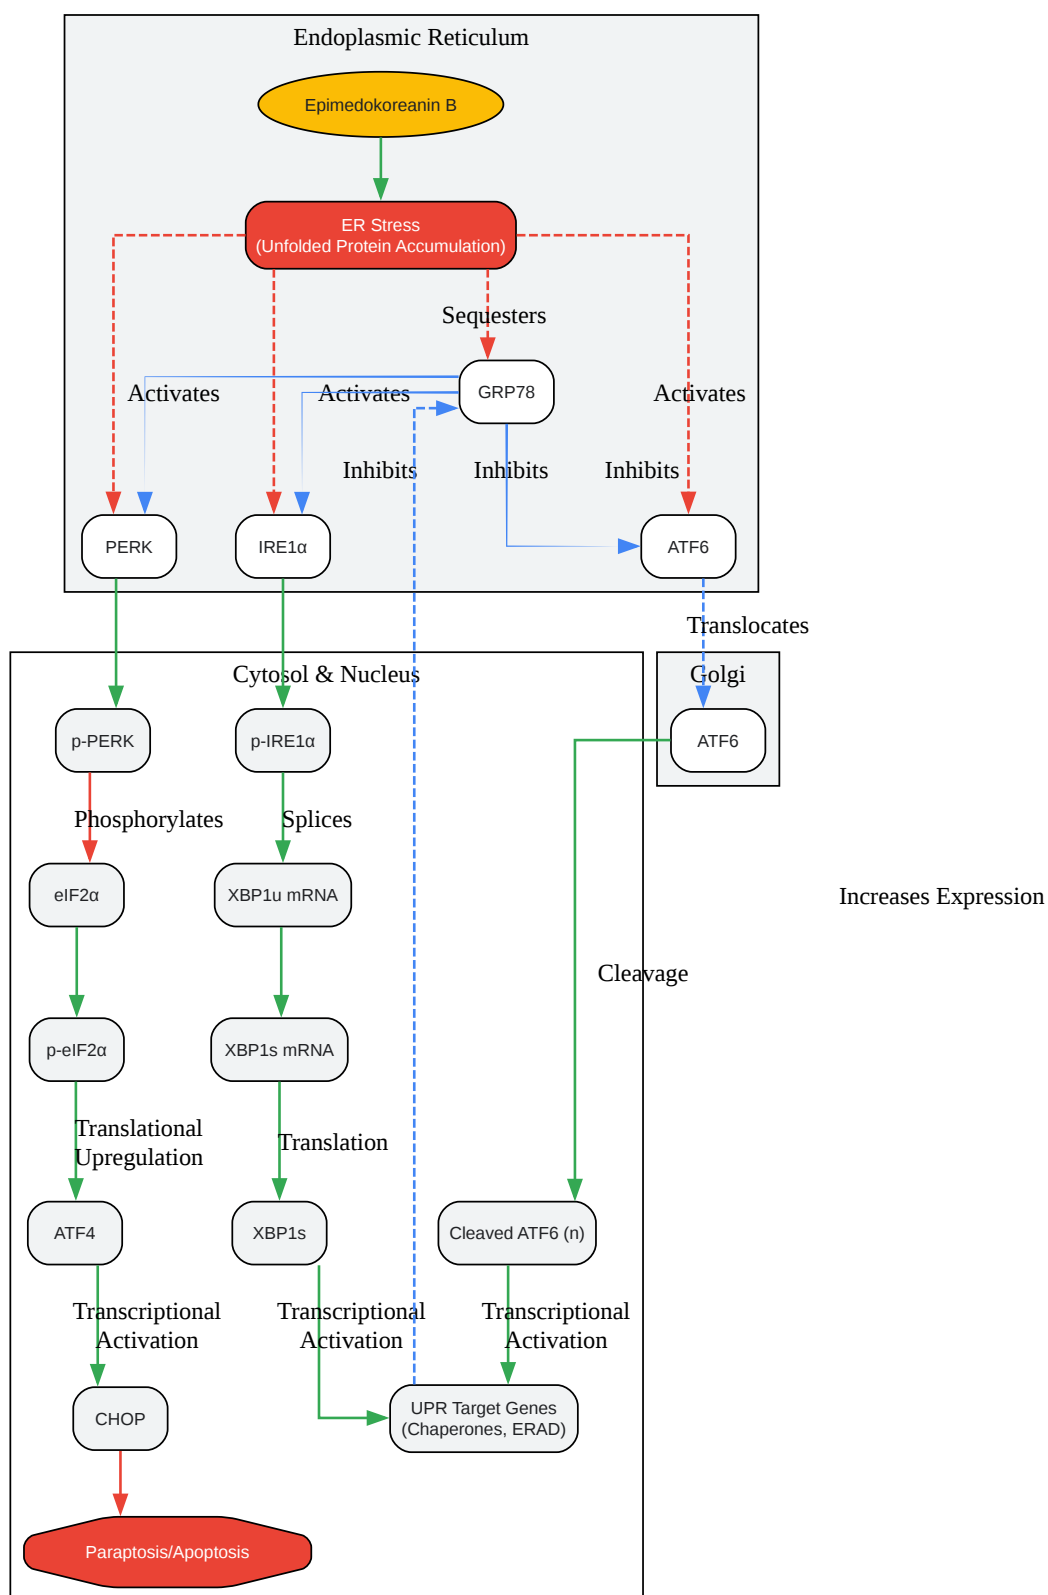 Endoplasmic Reticulum
Epimedokoreanin B
ER Stress
(Unfolded Protein Accumulation)
Sequesters
Activates
Activates
GRP78
Activates
Inhibits
Inhibits
Inhibits
PERK
IRE1α
ATF6
Translocates
Cytosol & Nucleus
Golgi
p-PERK
p-IRE1α
ATF6
Phosphorylates
Splices
eIF2α
XBP1u mRNA
Increases Expression
Cleavage
p-eIF2α
XBP1s mRNA
Translational
Upregulation
Translation
ATF4
XBP1s
Cleaved ATF6 (n)
Transcriptional
Activation
Transcriptional
Activation
Transcriptional
Activation
CHOP
UPR Target Genes
(Chaperones, ERAD)
Paraptosis/Apoptosis